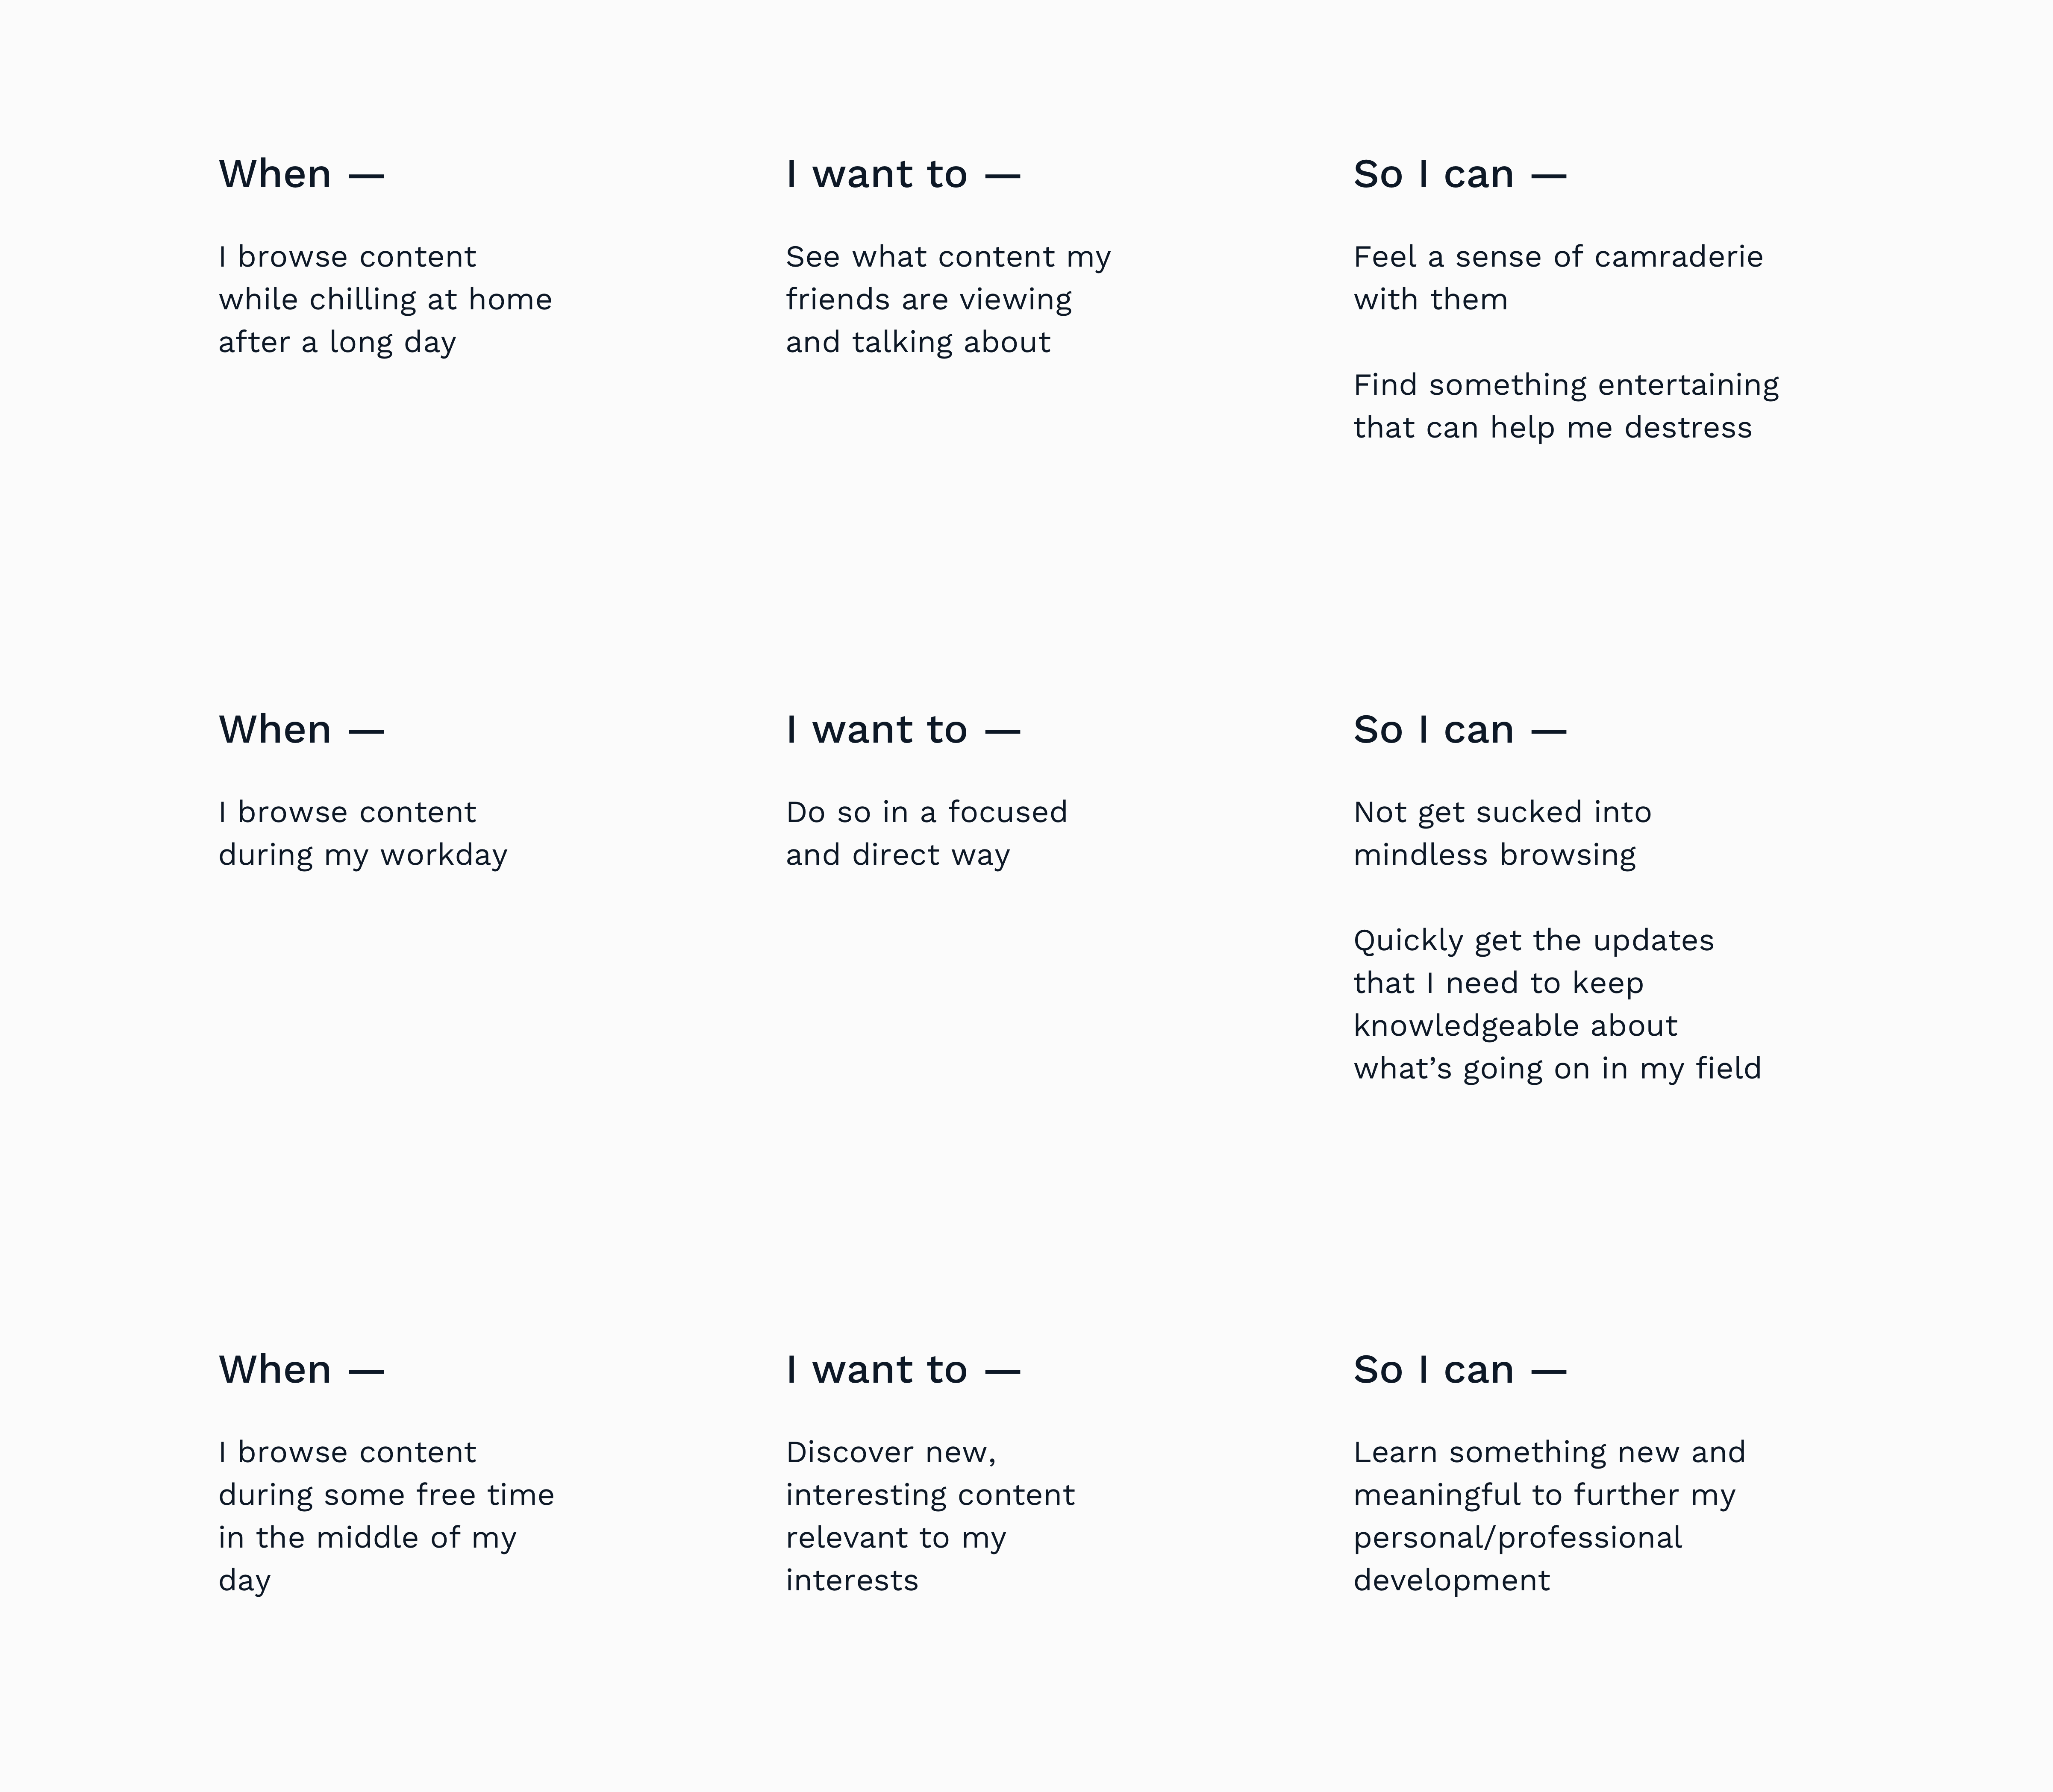 When —
I browse content
while chilling at home
after a long day
I want to —
See what content my
friends are viewing
and talking about
So I can —
Feel a sense of camraderie
with them
Find something entertaining
that can help me destress
When —
I browse content
during my workday
I want to —
Do so in a focused
and direct way
So I can —
Not get sucked into
mindless browsing
Quickly get the updates
that I need to keep
knowledgeable about
what’s going on in my field
When —
I browse content
during some free time
in the middle of my
day
I want to —
Discover new,
interesting content
relevant to my
interests
So I can —
Learn something new and
meaningful to further my
personal/professional
development